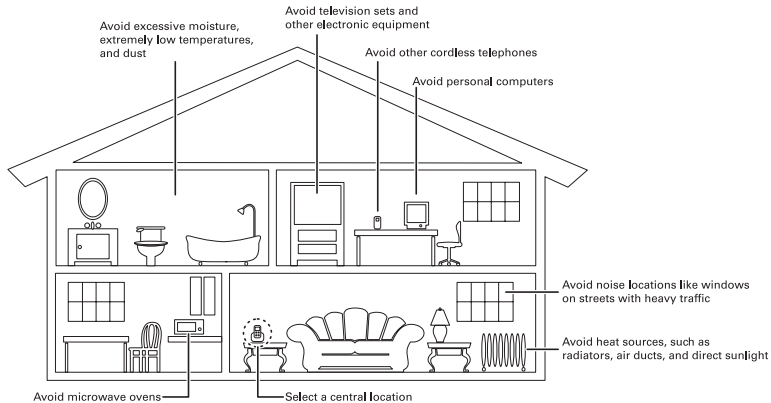 Avoid excessive moisture,
extremely low temperatures,
and dust
Avoid television sets and
other electronic equipment
Avoid other cordless telephones
Avoid personal computers
Avoid noise locations like windows
on streets with heavy traffic
Avoid heat sources, such as
radiators, air ducts, and direct sunlight
Avoid microwave ovens
Select a central location